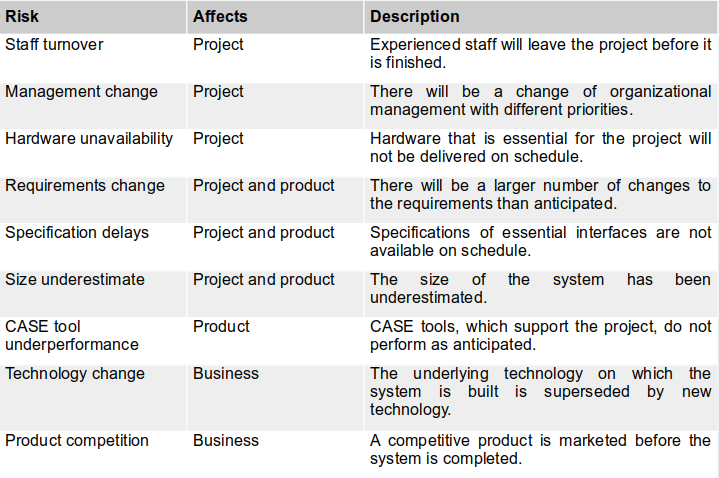 Risk Affects Description
Staff turnover Project Experienced staff will leave the project before it
is finished.
Management change Project There will be a change of organizational
management with different priorities.
Hardware unavailability Project Hardware that is essential for the project will
not be delivered on schedule.
Requirements change Project and product There will be a larger number of changes to
the requirements than anticipated.
Specification delays Project and product Specifications of essential interfaces are not
available on schedule.
Size underestimate Project and product The size of the system has been
underestimated.
CASE tool Product CASE tools, which support the project, do not
underperformance perform as anticipated.
Technology change Business The underlying technology on which the
system is built is superseded by new
technology.
Product competition Business A competitive product is marketed before the
system is completed.